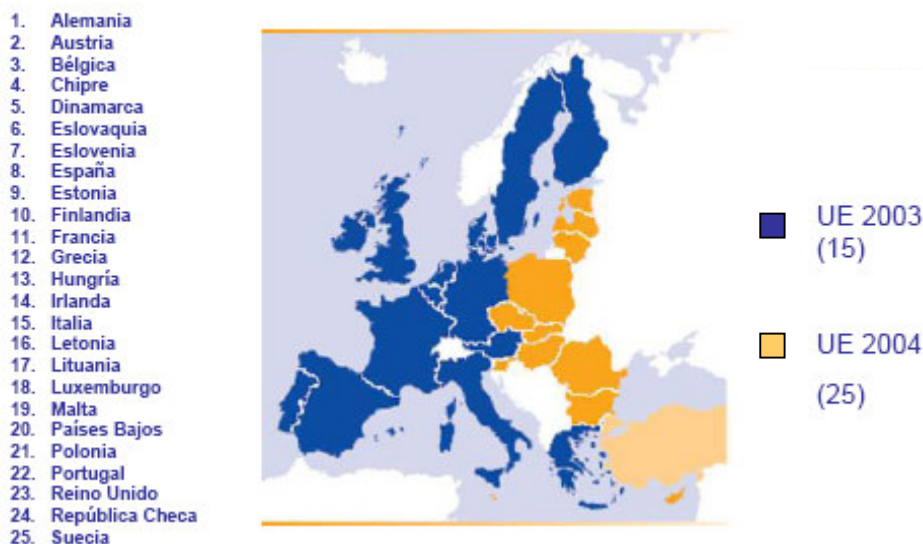 1. Alemania
2. Austria
3. Bélgica
4. Chipre
5. Dinamarca
6. Eslovaquia
7. Eslovenia
8. España
9. Estonia
10. Finlandia
11. Francia
12. Grecia
13. Hungría
14. Irlanda
15. Italia
16. Letonia
17. Lituania
18. Luxemburgo
19. Malta
20. Países Bajos
21. Polonia
22. Portugal
23. Reino Unido
24. República Checa
25. Suecia
UE 2003
(15)
UE 2004
(25)